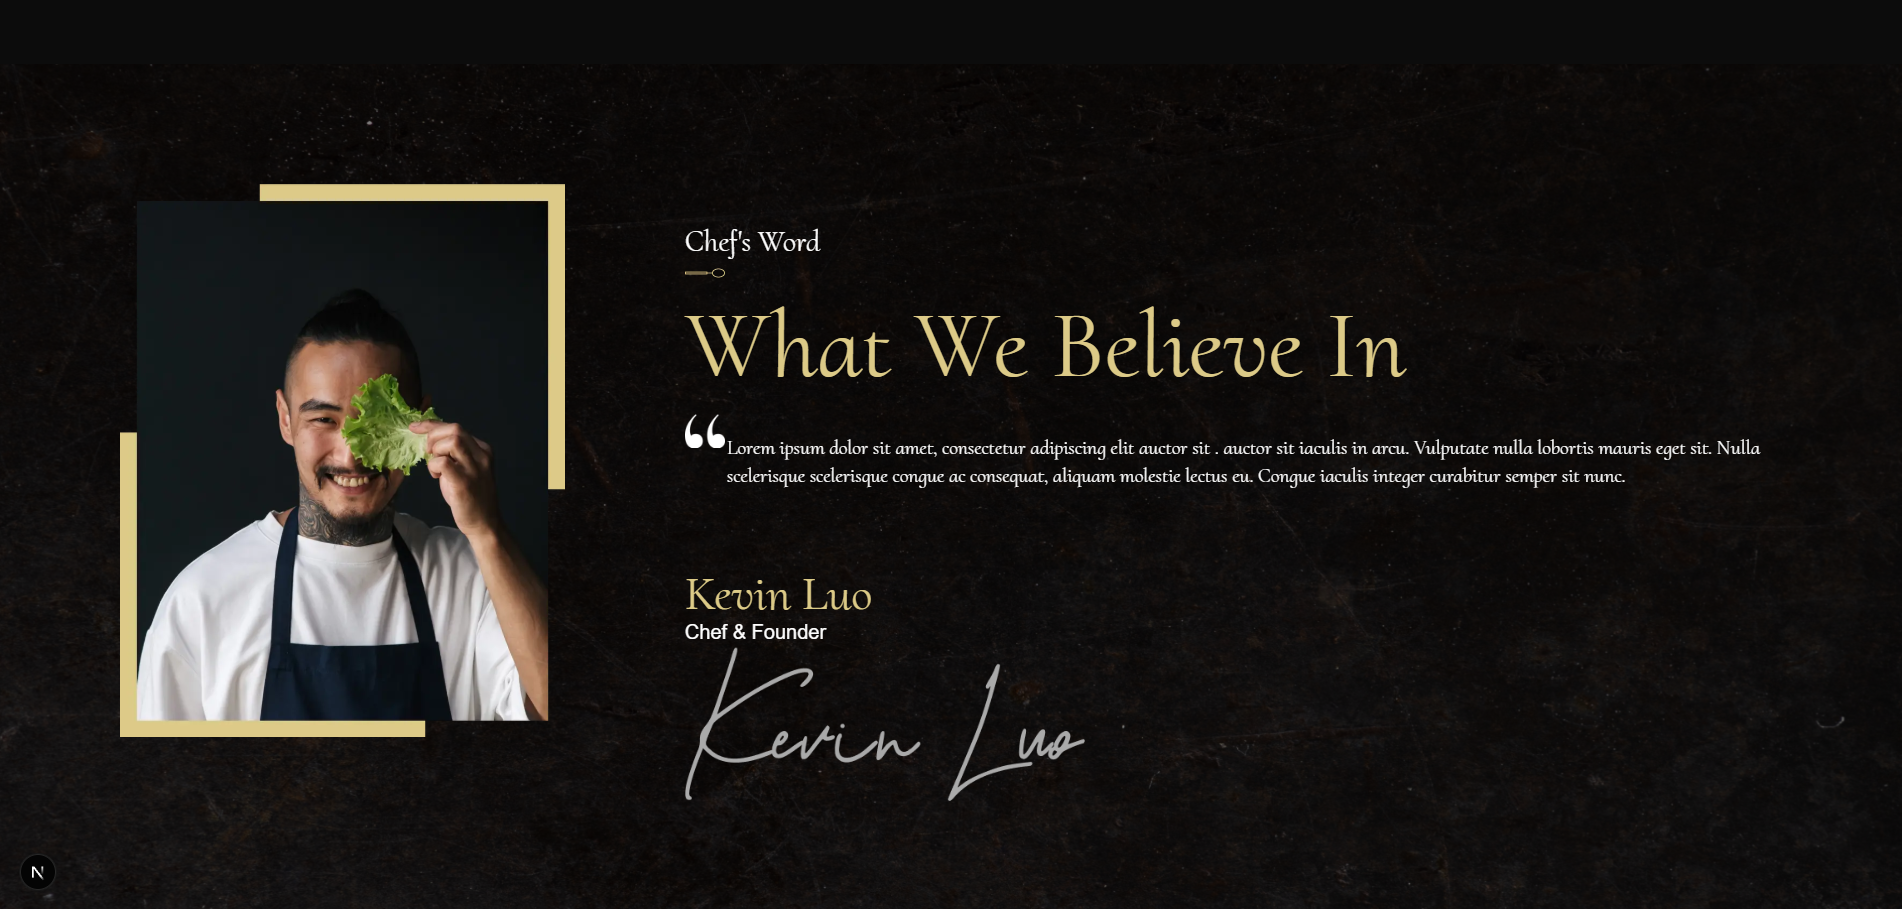 Chef's Word
What We Believe In
“Lorem ipsum dolor sit amet, consectetur adipiscing elit auctor sit . auctor sit iaculis in arcu. Vulputate nulla lobortis mauris eget sit. Nulla
scelerisque scelerisque congue ac consequat, aliquam molestie lectus eu. Congue iaculis integer curabitur semper sit nunc.
Kevin Luo
Chef & Founder
Kevin Luo
N